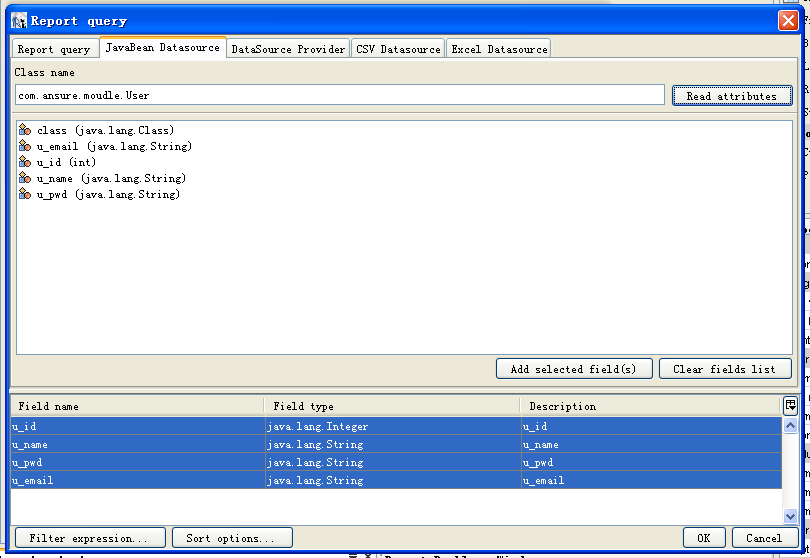 Report query
Report query JavaBean Datasource DataSource Provider CSV Datasource Excel Datasource
Class name
com.ansure.moudle.User Read attributes
class (java.lang.Class)
u_email (java.lang.String)
u_id (int)
u_name (java.lang.String)
u_pwd (java.lang.String)
Add selected field(s) Clear fields list
Field name Field type Description
u_id java.lang.Integer u_id
u_name java.lang.String u_name
u_pwd java.lang.String u_pwd
u_email java.lang.String u_email
Filter expression... Sort options... OK Cancel